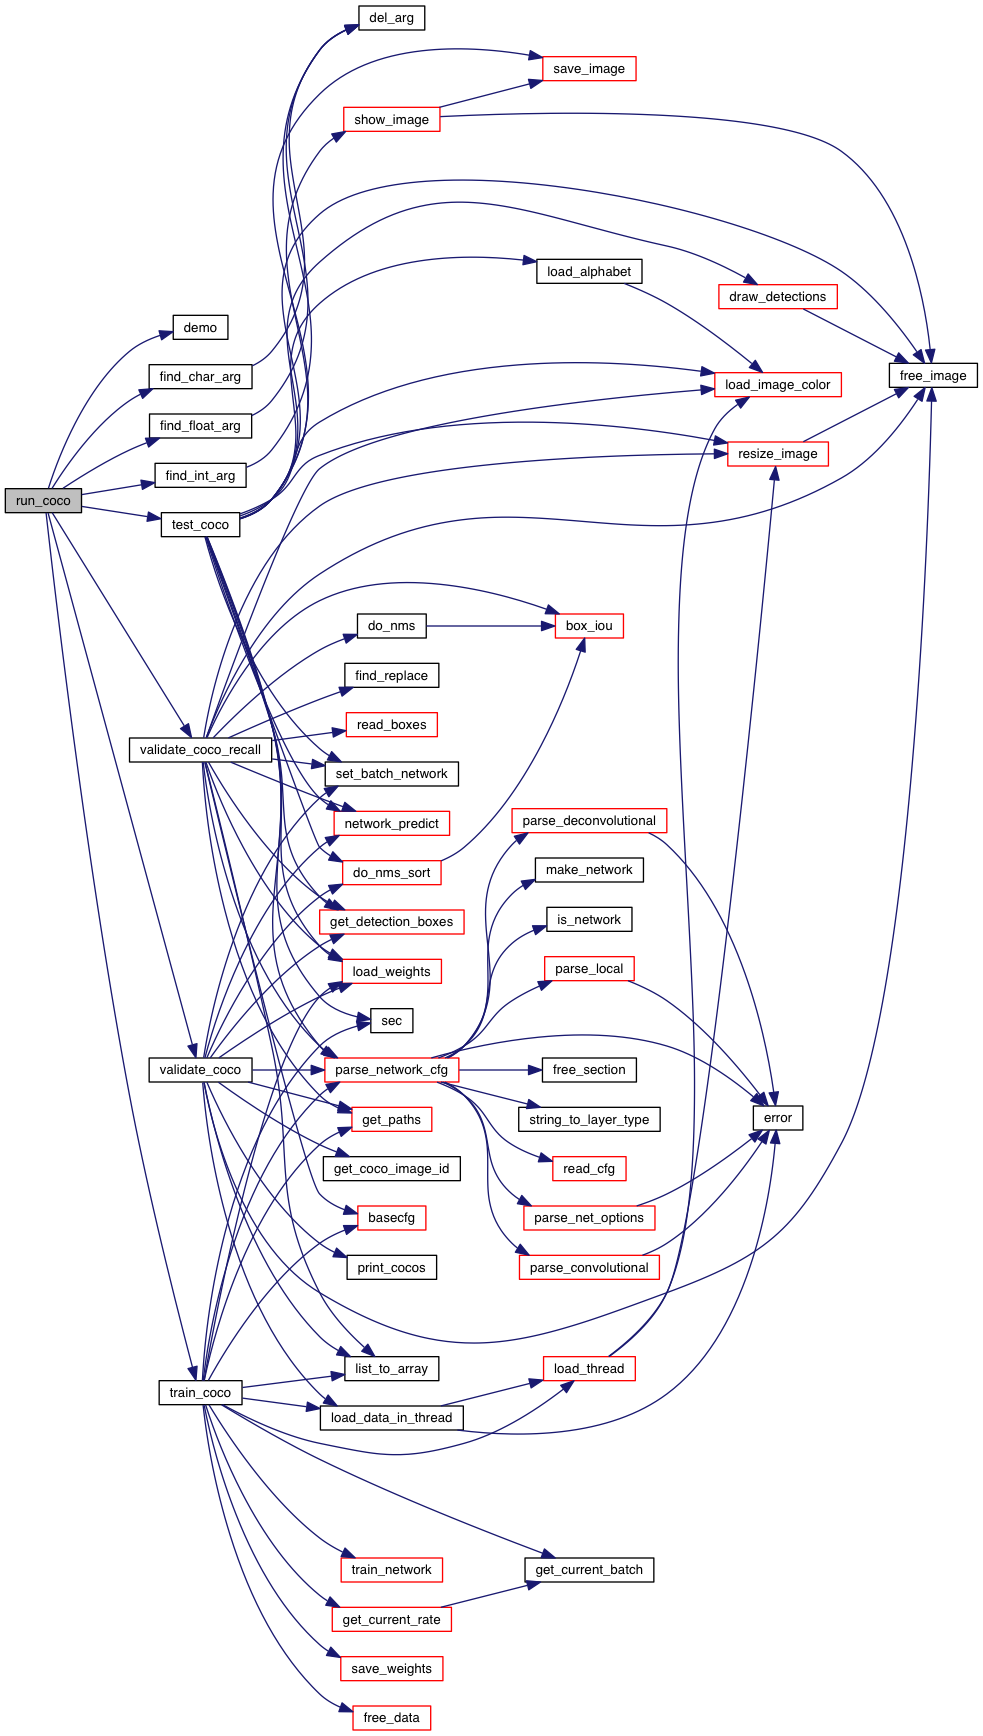 del_arg
save_image
show_image
load_alphabet
draw_detections
demo
find_char_arg
free_image
load_image_color
find_float_arg
resize_image
find_int_arg
run_coco
test_coco
do_nms
box_iou
find_replace
read_boxes
validate_coco_recall
set_batch_network
network_predict
parse_deconvolutional
do_nms_sort
make_network
get_detection_boxes
is_network
load_weights
parse_local
sec
validate_coco
parse_network_cfg
free_section
get_paths
string_to_layer_type
error
get_coco_image_id
read_cfg
basecfg
parse_net_options
print_cocos
parse_convolutional
list_to_array
load_thread
train_coco
load_data_in_thread
train_network
get_current_batch
get_current_rate
save_weights
free_data